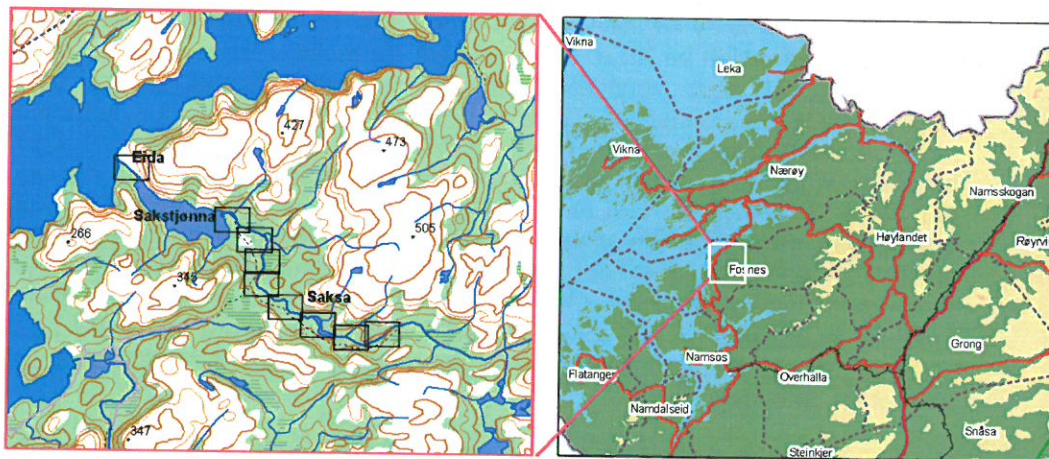 427
473
Eida
Sakstjønna
266
505
345
Saksa
347
Vikna
Leka
Vikna
Nærøy
Namsskogan
Høylandet
Røyrvi
Fosnes
Grong
Namsos
Flatanger
Overhalla
Namdalseid
Snåsa
Steinkjer